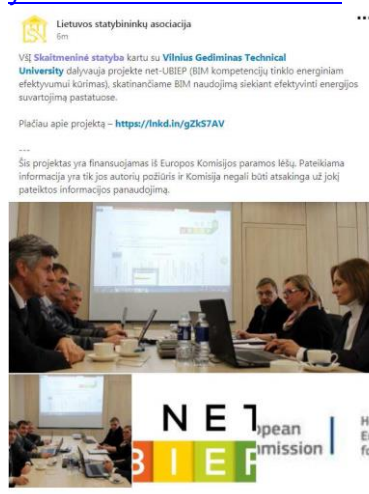 Lietuvos statybininkų asociacija
6m
VšĮ Skaitmeninė statyba kartu su Vilnius Gediminas Technical
University dalyvauja projekte net-UBIEP (BIM kompetencijų tinklo energiniam
efektyvumui kūrimas), skatinančiame BIM naudojimą siekiant efektyvinti energijos
suvartojimą pastatuose.
Plačiau apie projektą – https://lnkd.in/gZkS7AV
---
Šis projektas yra finansuojamas iš Europos Komisijos paramos lėšų. Pateikiama
informacija yra tik jos autorių požiūris ir Komisija negali būti atsakinga už jokį
pateiktos informacijos panaudojimą.
NET
BIEP
opean
mmission